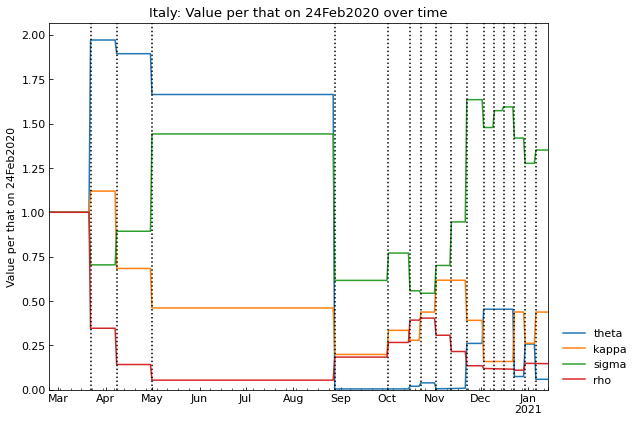 Italy: Value per that on 24Feb2020 over time
Value per that on 24Feb2020
2.00
1.75
1.50
1.25
1.00
0.75
0.50
0.25
0.00
Mar Apr May Jun Jul Aug Sep Oct Nov Dec Jan
2021
theta
kappa
sigma
rho